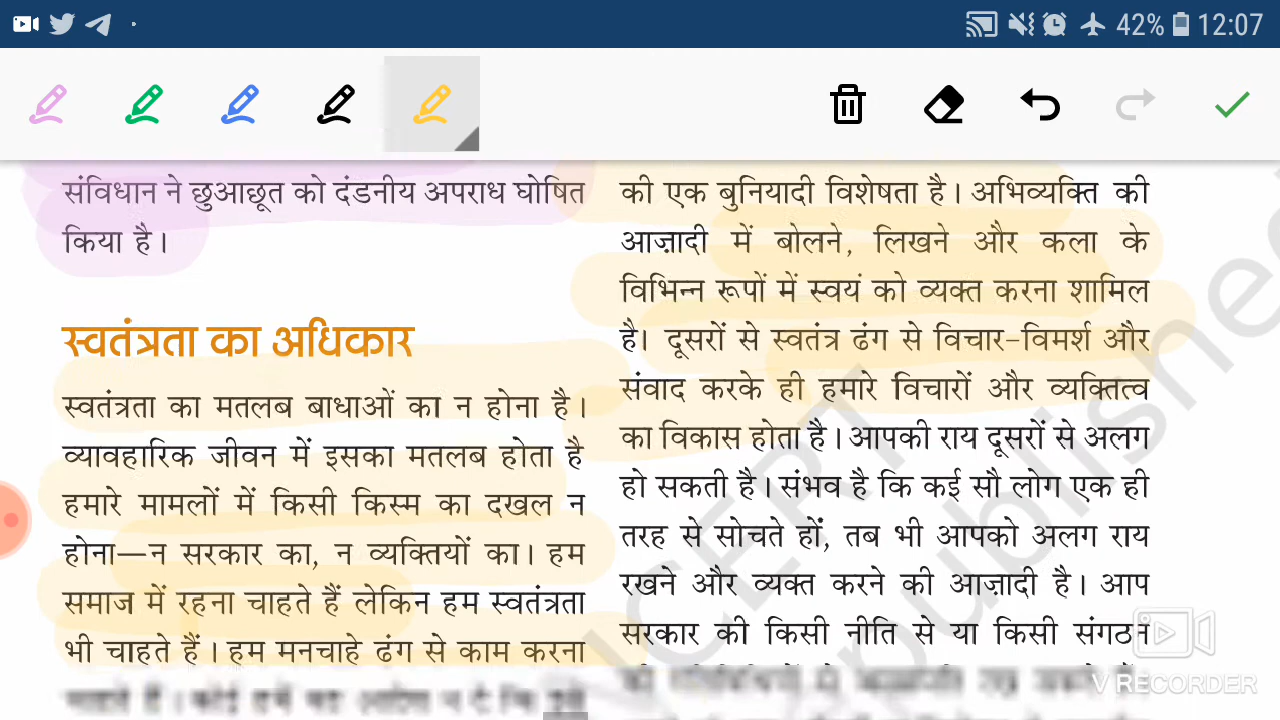 42% 12:07
संविधान ने छुआछूत को दंडनीय अपराध घोषित
किया है।
स्वतंत्रता का अधिकार
स्वतंत्रता का मतलब बाधाओं का न होना है।
व्यावहारिक जीवन में इसका मतलब होता है
हमारे मामलों में किसी किस्म का दखल न
होना—न सरकार का, न व्यक्तियों का। हम
समाज में रहना चाहते हैं लेकिन हम स्वतंत्रता
भी चाहते हैं। हम मनचाहे ढंग से काम करना
की एक बुनियादी विशेषता है। अभिव्यक्ति की
आज़ादी में बोलने, लिखने और कला के
विभिन्न रूपों में स्वयं को व्यक्त करना शामिल
है। दूसरों से स्वतंत्र ढंग से विचार-विमर्श और
संवाद करके ही हमारे विचारों और व्यक्तित्व
का विकास होता है। आपकी राय दूसरों से अलग
हो सकती है। संभव है कि कई सौ लोग एक ही
तरह से सोचते हों, तब भी आपको अलग राय
रखने और व्यक्त करने की आज़ादी है। आप
सरकार की किसी नीति से या किसी संगठन
V RECORDER